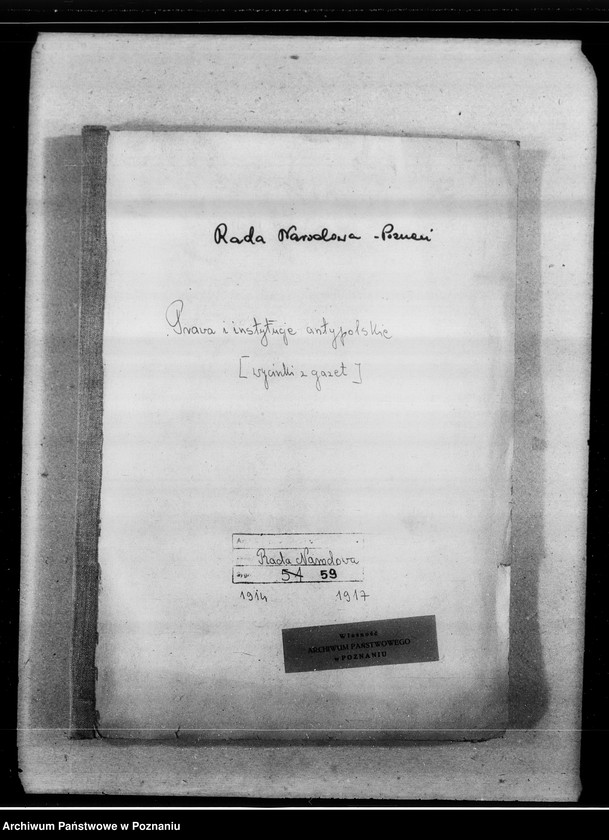 Rada Narodowa - Poznań
Prawa i instytucje antypolskie
[wycinki z gazet]
Rada Narodowa
54 59
1914 1917
Własność
ARCHIWUM PAŃSTWOWEGO
w POZNANIU
Archiwum Państwowe w Poznaniu